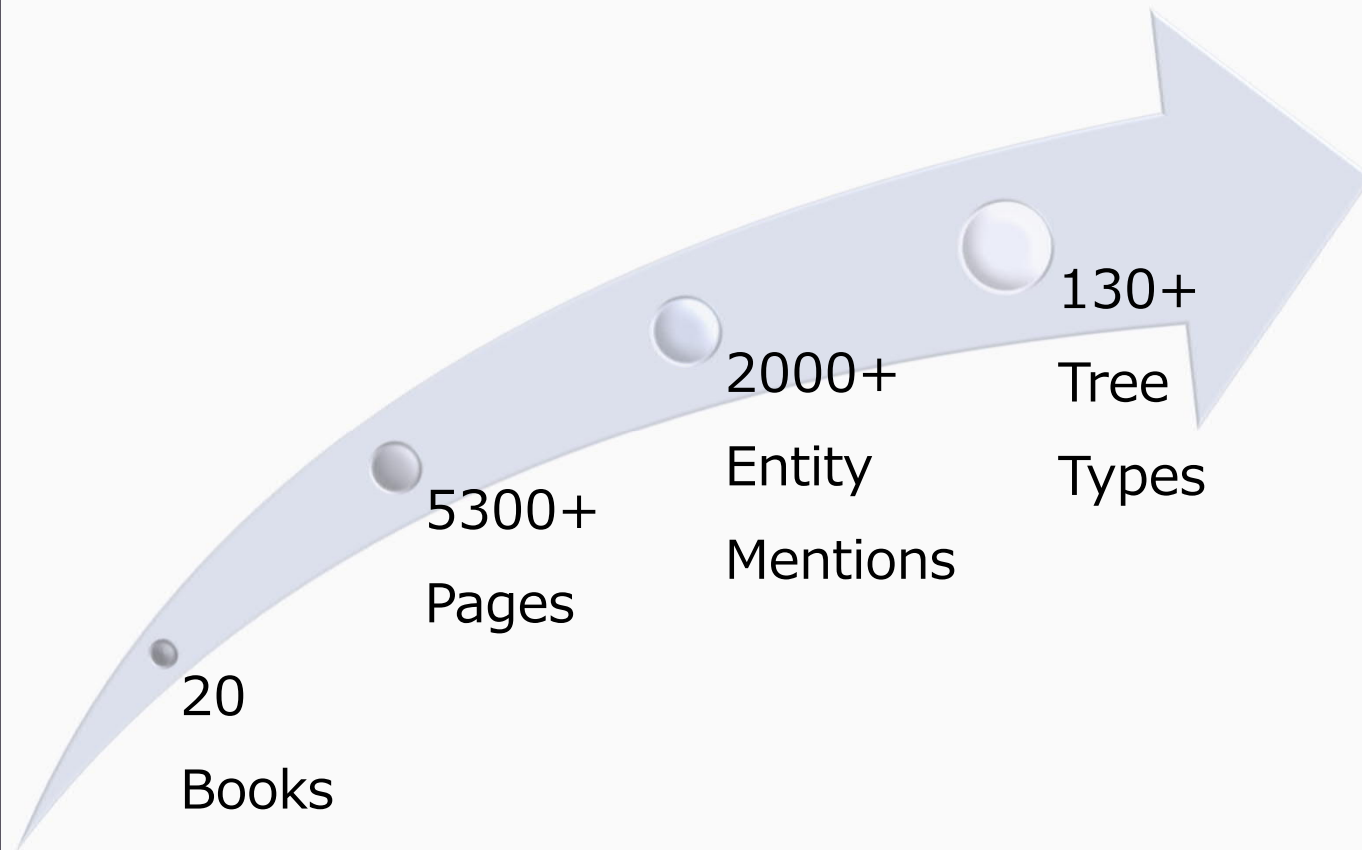 20
Books
5300+
Pages
2000+
Entity
Mentions
130+
Tree
Types